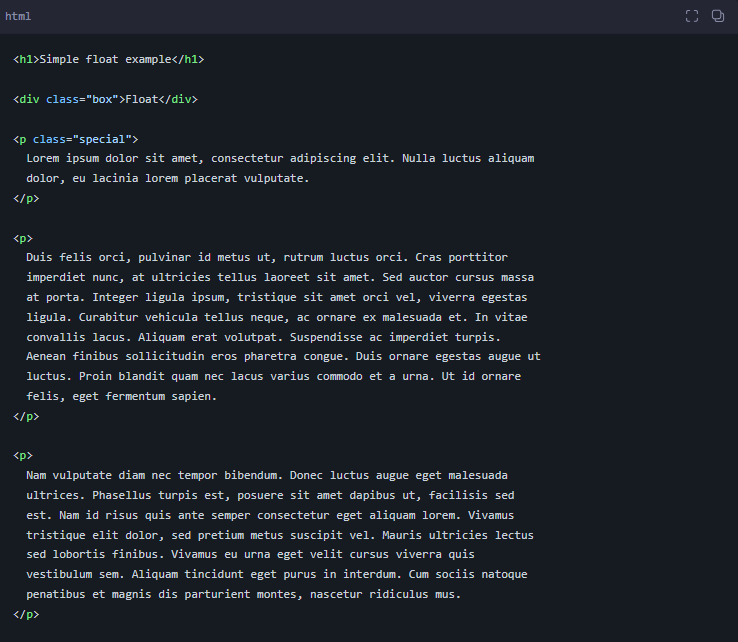 html
<h1>Simple float example</h1>
<div class="box">Float</div>
<p class="special">
Lorem ipsum dolor sit amet, consectetur adipiscing elit. Nulla luctus aliquam
dolor, eu lacinia lorem placerat vulputate.
</p>
<p>
Duis felis orci, pulvinar id metus ut, rutrum luctus orci. Cras porttitor
imperdiet nunc, at ultricies tellus laoreet sit amet. Sed auctor cursus massa
at porta. Integer ligula ipsum, tristique sit amet orci vel, viverra egestas
ligula. Curabitur vehicula tellus neque, ac ornare ex malesuada et. In vitae
convallis lacus. Aliquam erat volutpat. Suspendisse ac imperdiet turpis.
Aenean finibus sollicitudin eros pharetra congue. Duis ornare egestas augue ut
luctus. Proin blandit quam nec lacus varius commodo et a urna. Ut id ornare
felis, eget fermentum sapien.
</p>
<p>
Nam vulputate diam nec tempor bibendum. Donec luctus augue eget malesuada
ultrices. Phasellus turpis est, posuere sit amet dapibus ut, facilisis sed
est. Nam id risus quis ante semper consectetur eget aliquam lorem. Vivamus
tristique elit dolor, sed pretium metus suscipit vel. Mauris ultricies lectus
sed lobortis finibus. Vivamus eu urna eget velit cursus viverra quis
vestibulum sem. Aliquam tincidunt eget purus in interdum. Cum sociis natoque
penatibus et magnis dis parturient montes, nascetur ridiculus mus.
</p>